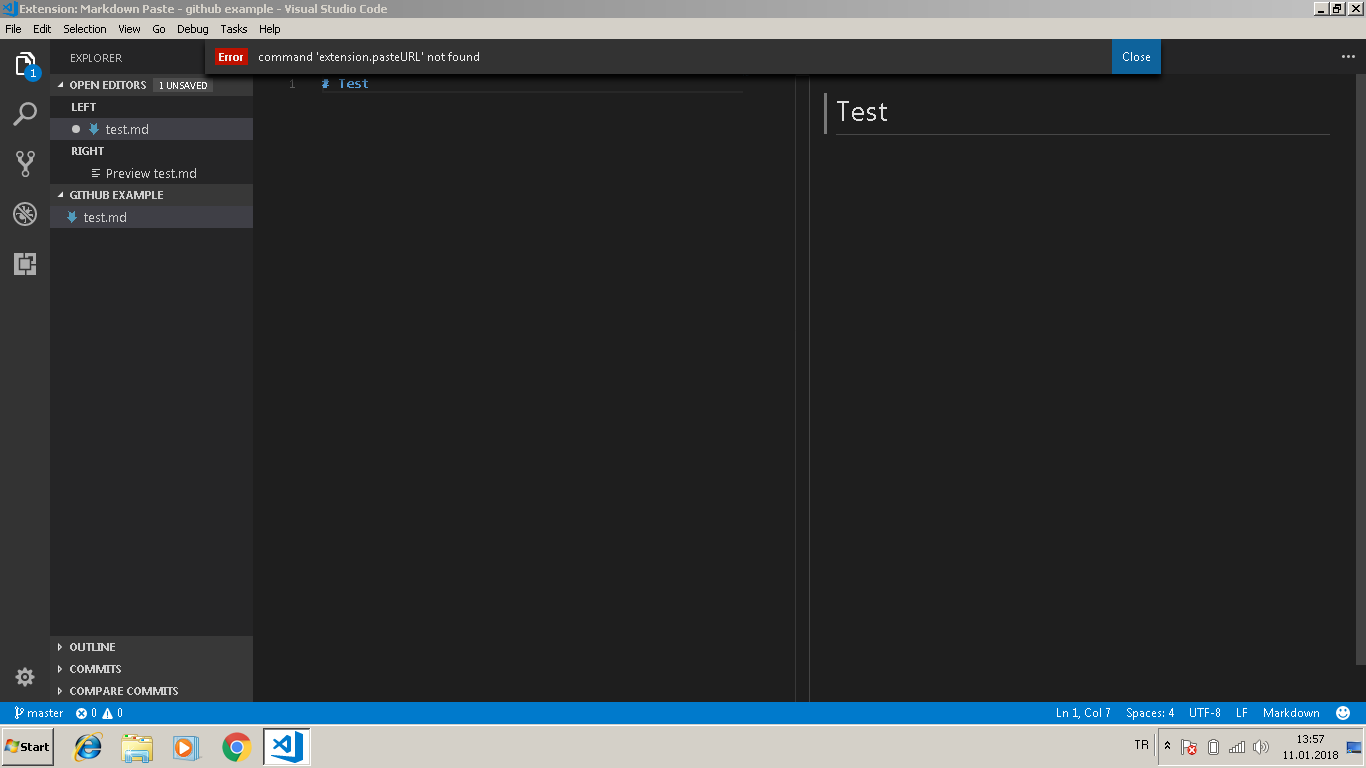 Extension: Markdown Paste - github example - Visual Studio Code
File Edit Selection View Go Debug Tasks Help
EXPLORER
Error command 'extension.pasteURL' not found Close
OPEN EDITORS 1 UNSAVED
LEFT
test.md
RIGHT
Preview test.md
GITHUB EXAMPLE
test.md
1 # Test
Test
OUTLINE
COMMITS
COMPARE COMMITS
1
master 0 0 Ln 1, Col 7 Spaces: 4 UTF-8 LF Markdown
Start TR 13:57
11.01.2018